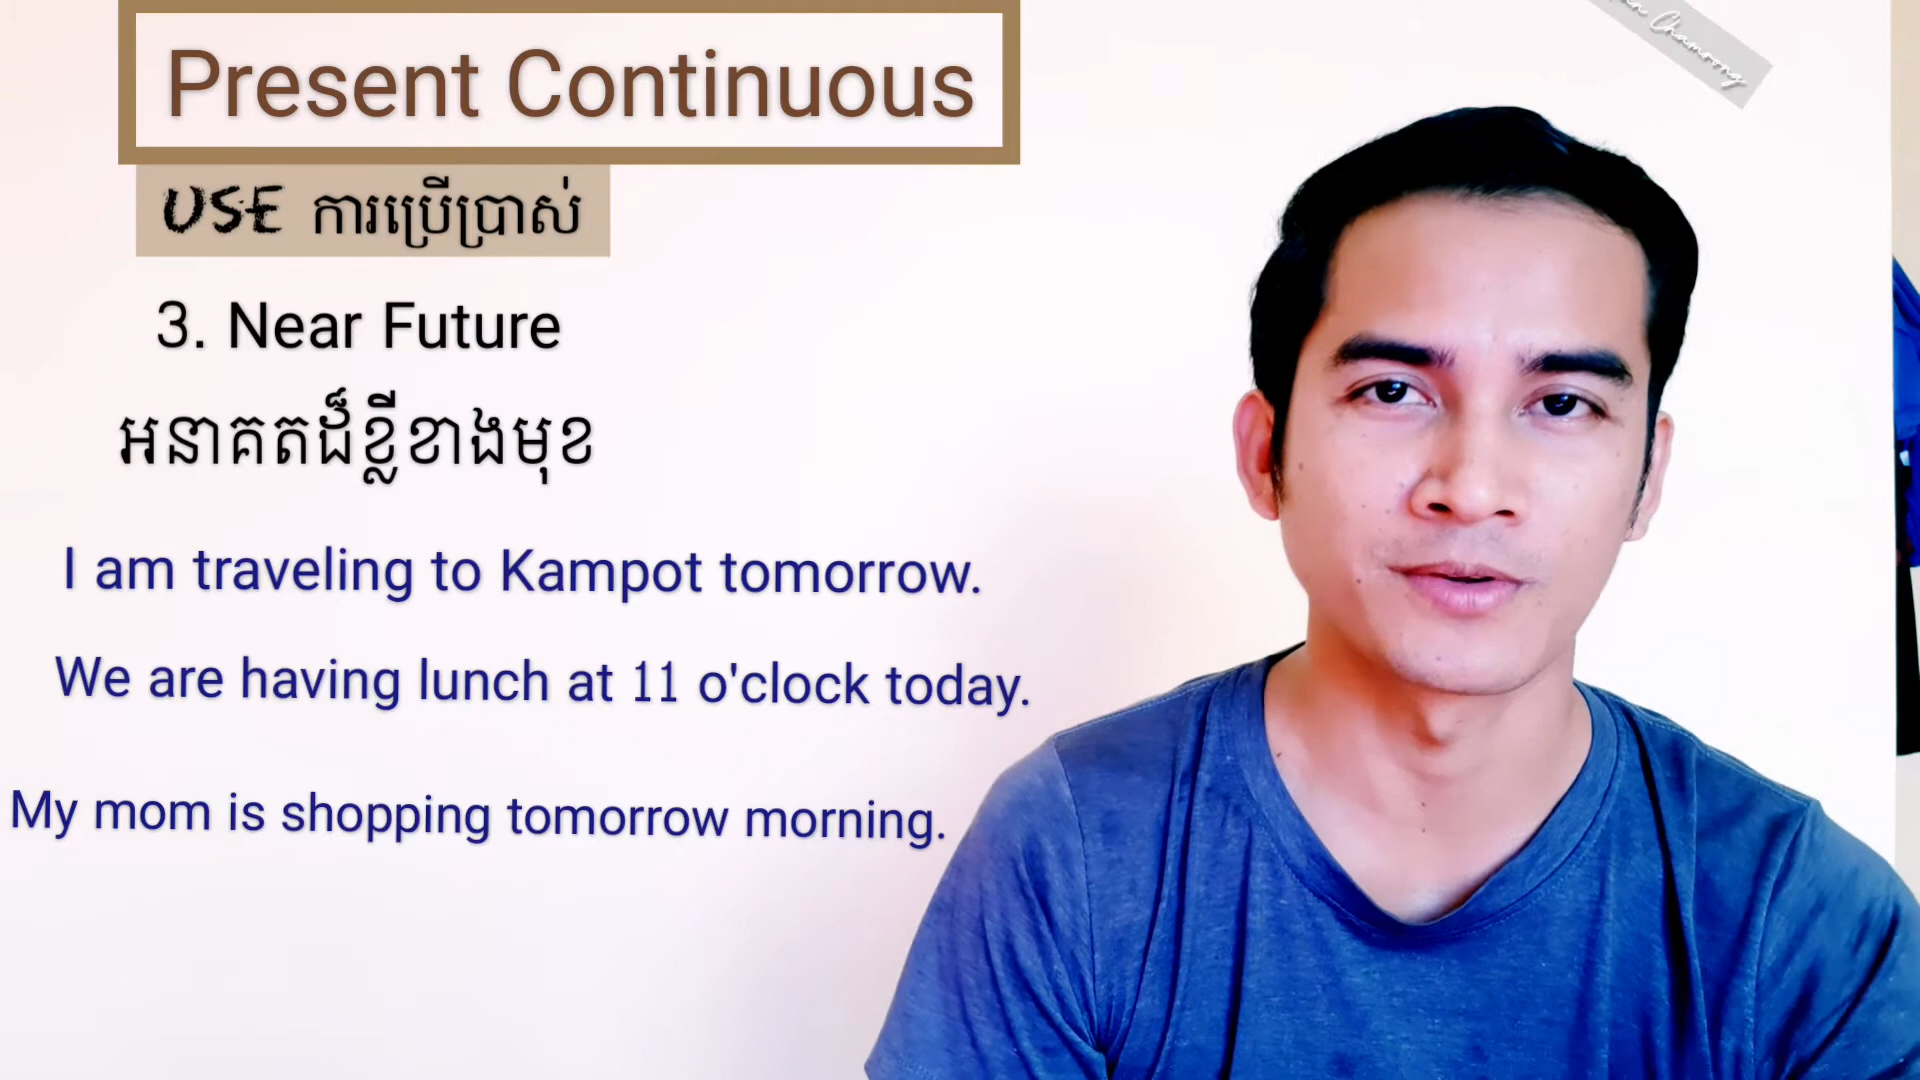 Present Continuous
USE ការប្រើប្រាស់
3. Near Future
អនាគតដ៏ខ្លីខាងមុខ
I am traveling to Kampot tomorrow.
We are having lunch at 11 o'clock today.
My mom is shopping tomorrow morning.
Chamrong